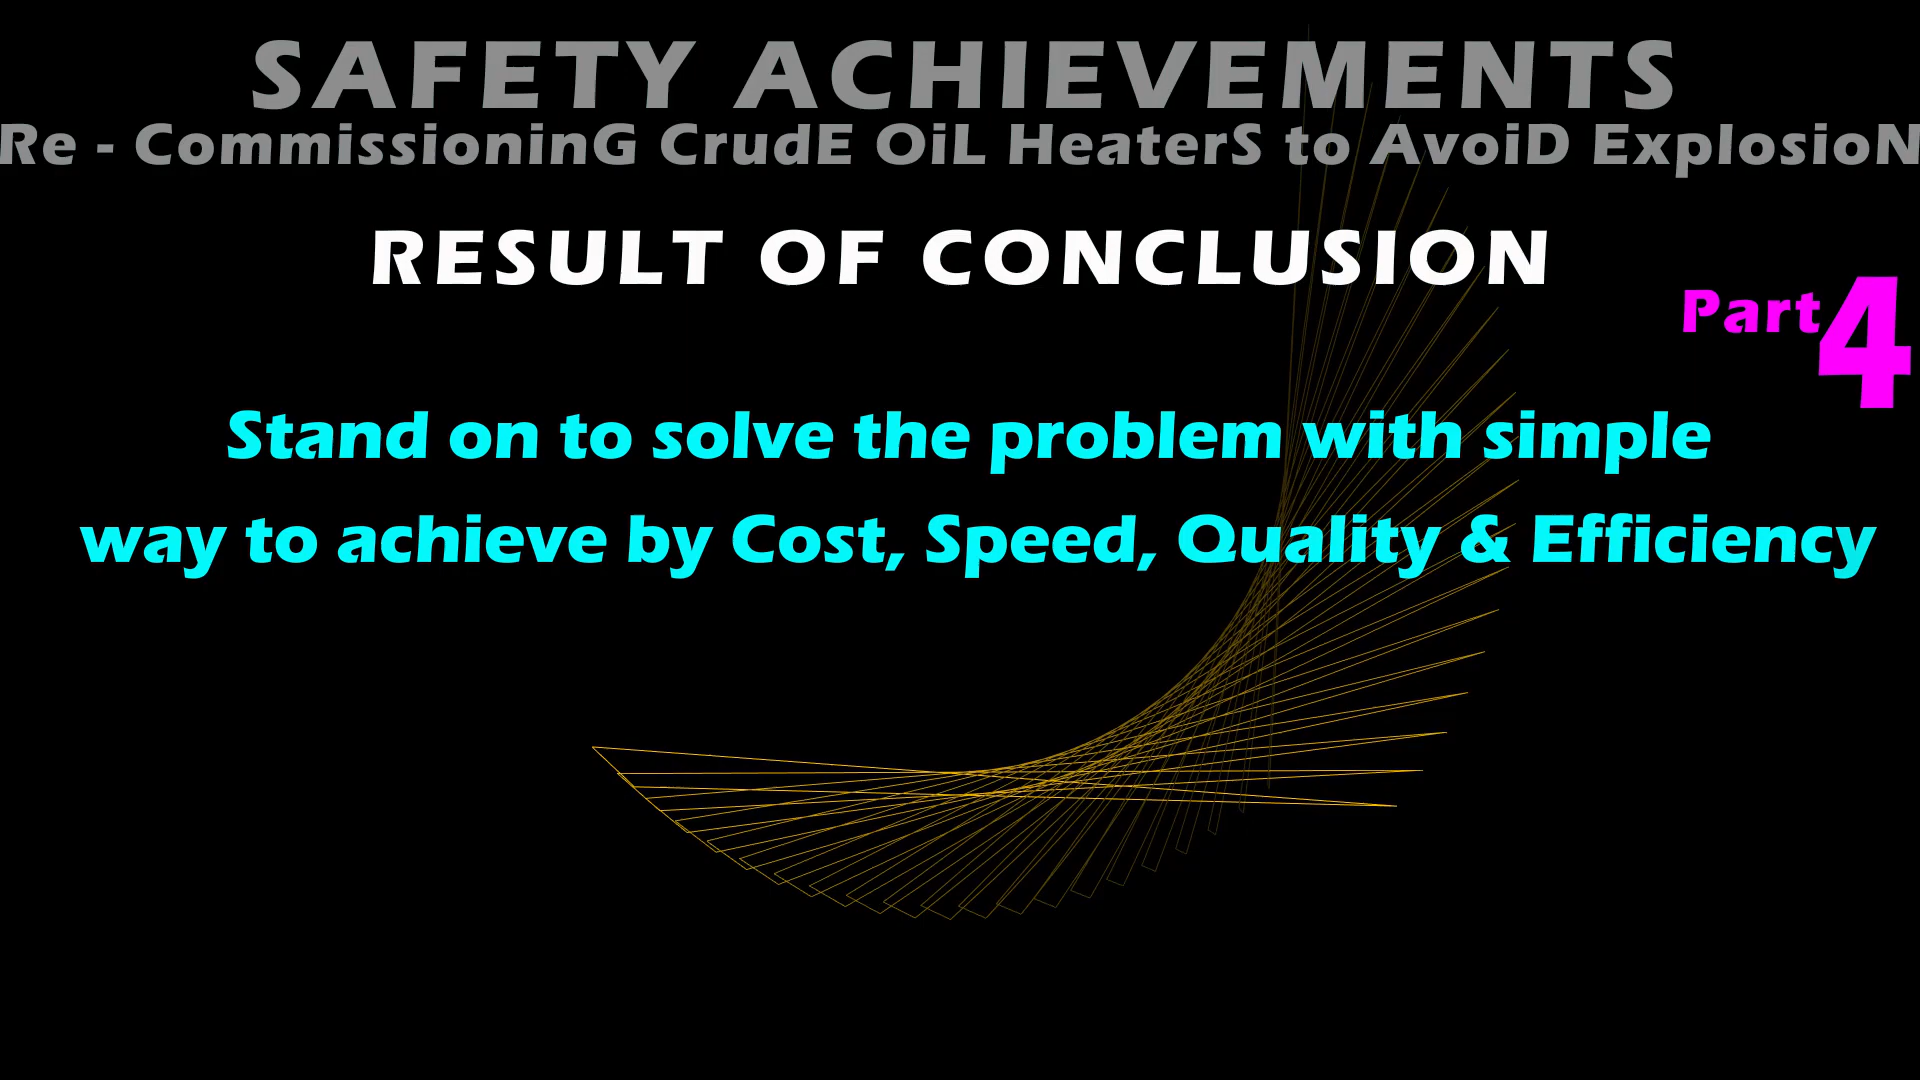 SAFETY ACHIEVEMENTS
Re - CommissioninG CrudE OiL HeaterS to AvoiD ExplosioN
RESULT OF CONCLUSION
Part 4
Stand on to solve the problem with simple
way to achieve by Cost, Speed, Quality & Efficiency